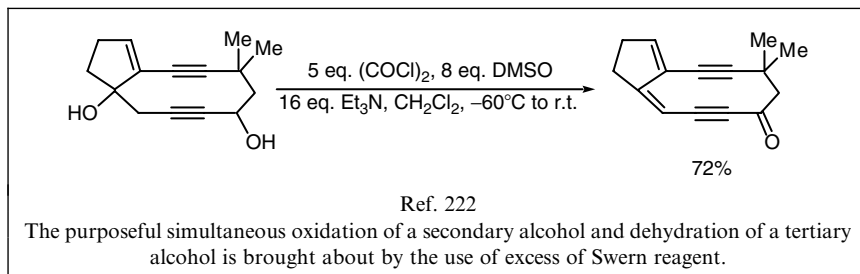 Me
Me
Me
Me
5 eq. (COCl)2, 8 eq. DMSO
16 eq. Et3N, CH2Cl2, –60°C to r.t.
HO
OH
O
72%
Ref. 222
The purposeful simultaneous oxidation of a secondary alcohol and dehydration of a tertiary
alcohol is brought about by the use of excess of Swern reagent.